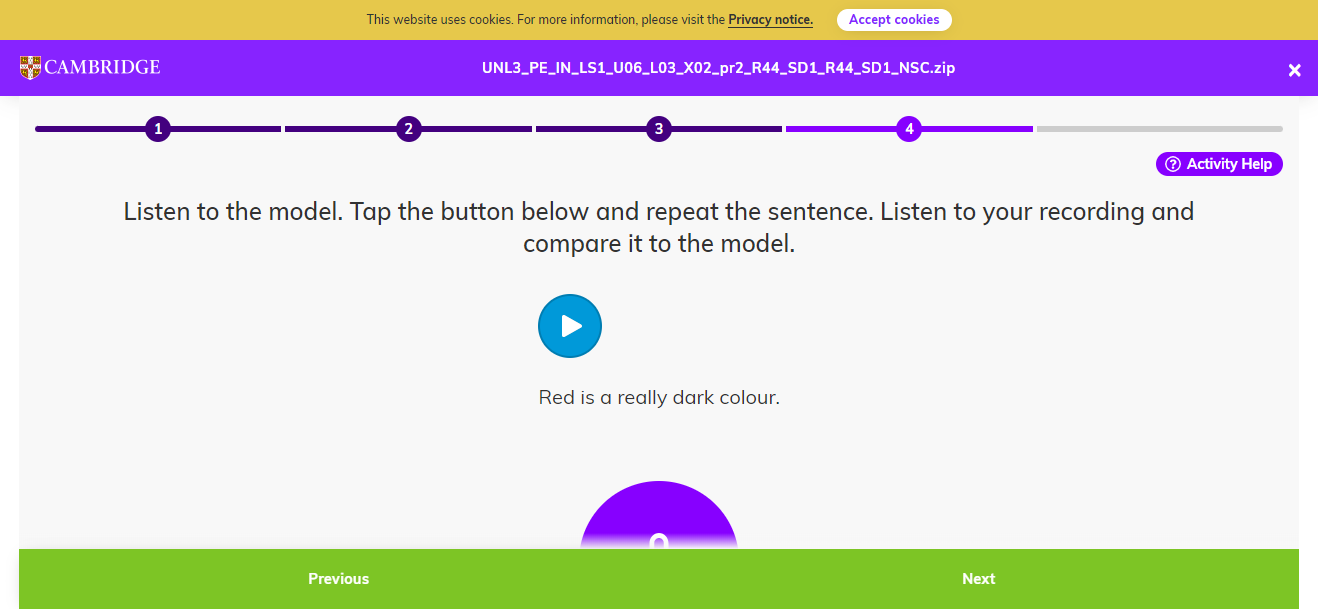 This website uses cookies. For more information, please visit the Privacy notice. Accept cookies
CAMBRIDGE
UNL3_PE_IN_LS1_U06_L03_X02_pr2_R44_SD1_R44_SD1_NSC.zip
1 2 3 4
Activity Help
Listen to the model. Tap the button below and repeat the sentence. Listen to your recording and
compare it to the model.
Red is a really dark colour.
Previous Next